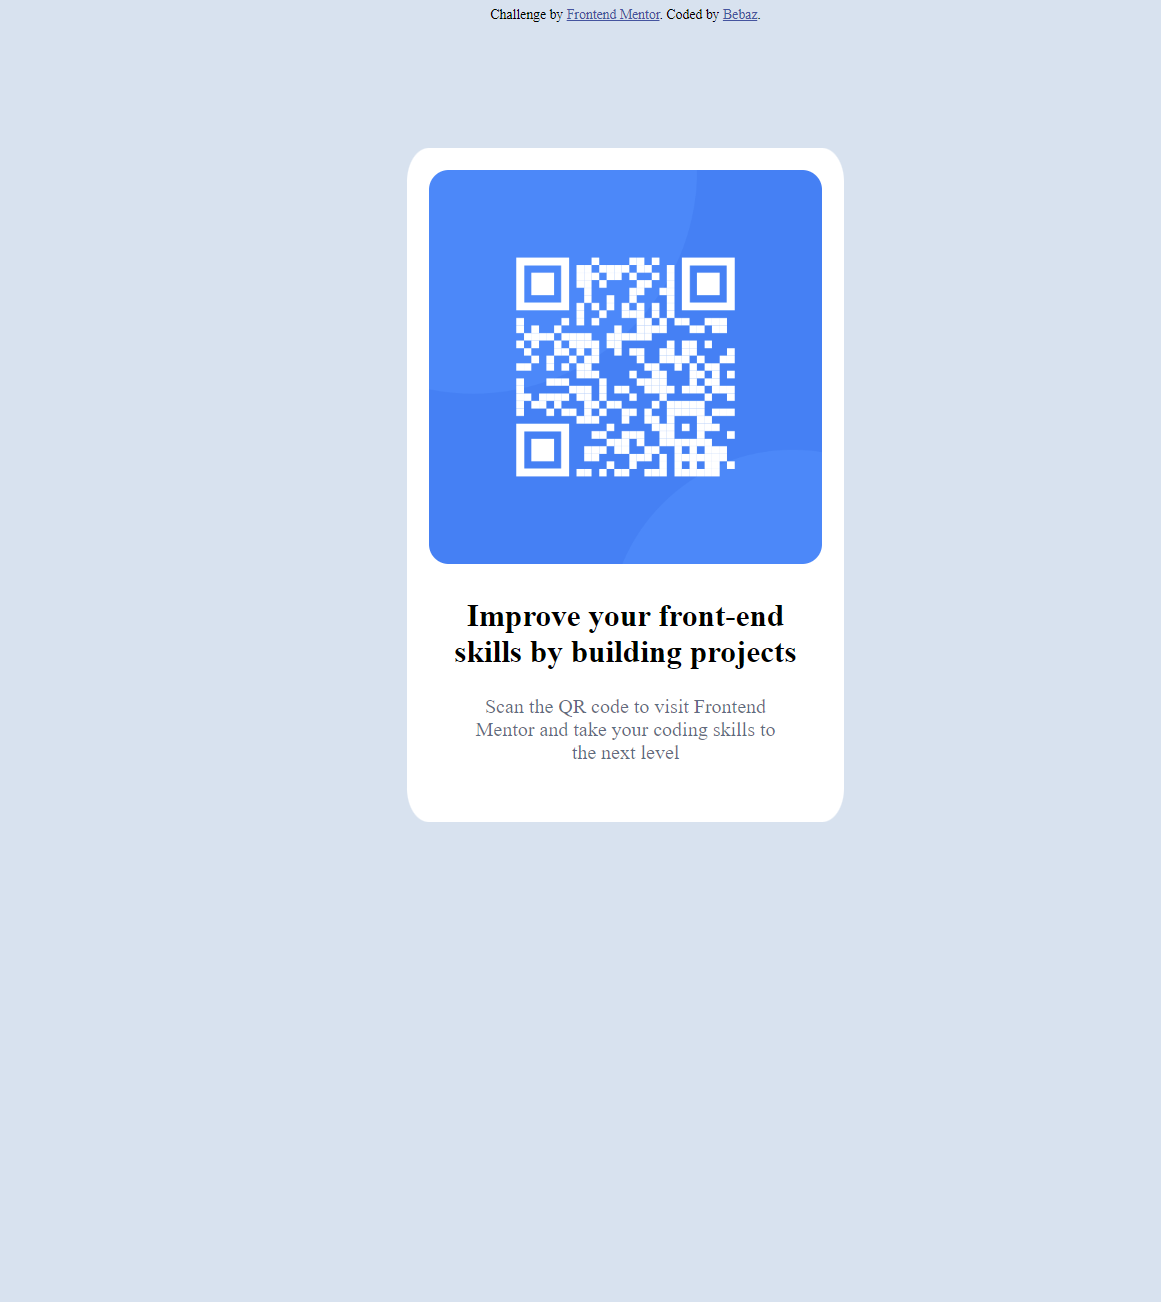 Challenge by Frontend Mentor. Coded by Bebaz.
Improve your front-end
skills by building projects
Scan the QR code to visit Frontend
Mentor and take your coding skills to
the next level